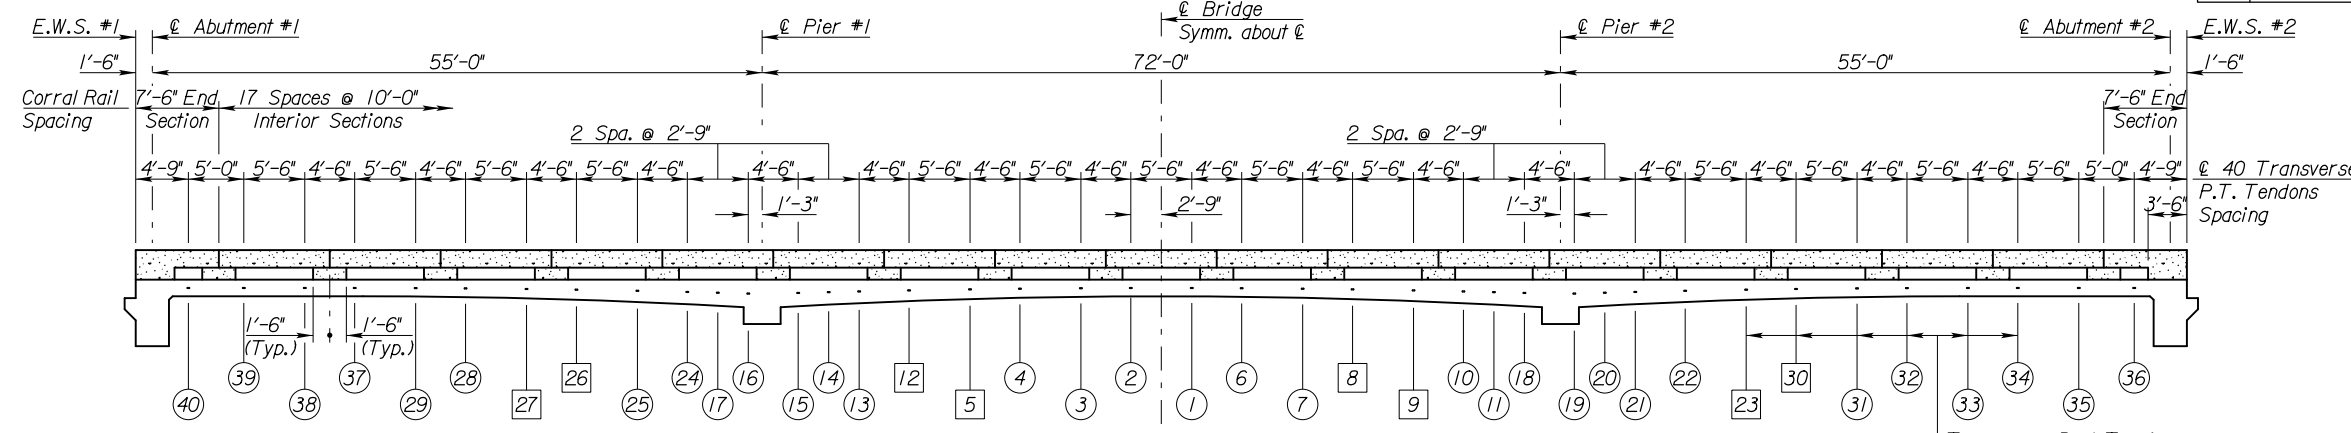 E.W.S. #1
℄ Abutment #1
℄ Pier #1
℄ Bridge
Symm. about ℄
℄ Pier #2
℄ Abutment #2
E.W.S. #2
1'-6"
55'-0"
72'-0"
55'-0"
1'-6"
Corral Rail
Spacing
7'-6" End
Section
17 Spaces @ 10'-0"
Interior Sections
7'-6" End
Section
2 Spa. @ 2'-9"
2 Spa. @ 2'-9"
4'-9" 5'-0" 5'-6" 4'-6" 5'-6" 4'-6" 5'-6" 4'-6" 5'-6" 4'-6" 4'-6" 4'-6" 5'-6" 4'-6" 5'-6" 4'-6" 5'-6" 4'-6" 5'-6" 4'-6" 5'-6" 4'-6" 4'-6" 4'-6" 5'-6" 4'-6" 5'-6" 4'-6" 5'-6" 4'-6" 5'-6" 5'-0" 4'-9"
℄ 40 Transverse
P.T. Tendons
Spacing
1'-3"
2'-9"
1'-3"
3'-6"
1'-6"
(Typ.)
1'-6"
(Typ.)
39 37 28 26 24 16 14 12 4 2 6 8 10 18 20 22 30 32 34 36
40 38 29 27 25 17 15 13 5 3 1 7 9 11 19 21 23 31 33 35